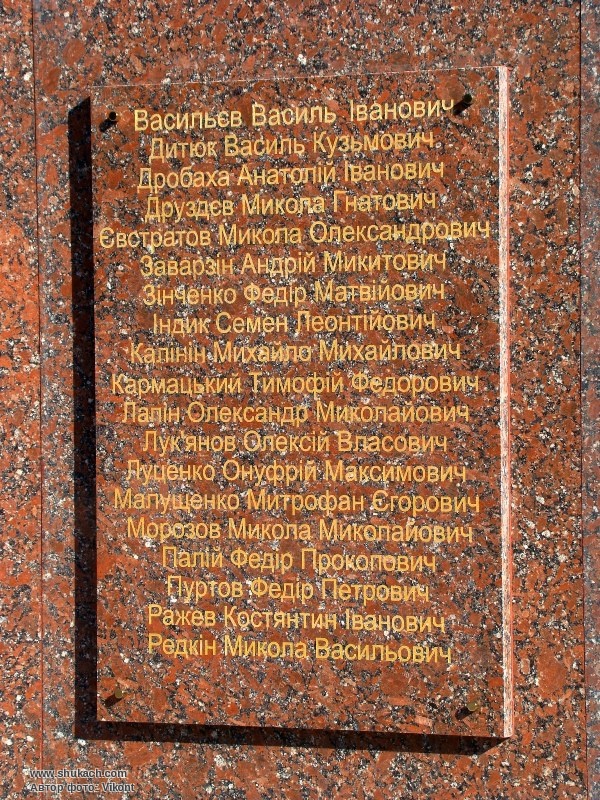 Васильєв Василь Іванович
Дитюк Василь Кузьмович
Дробаха Анатолій Іванович
Друздєв Микола Гнатович
Євстратов Микола Олександрович
Заварзін Андрій Микитович
Зінченко Федір Матвійович
Індик Семен Леонтійович
Калінін Михайло Михайлович
Кармацький Тимофій Федорович
Лапін Олександр Миколайович
Лук'янов Олексій Власович
Луценко Онуфрій Максимович
Малущенко Митрофан Єгорович
Морозов Микола Миколайович
Палій Федір Прокопович
Пуртов Федір Петрович
Ражев Костянтин Іванович
Редкін Микола Васильович
www.shukach.com
Автор фото: Vikont